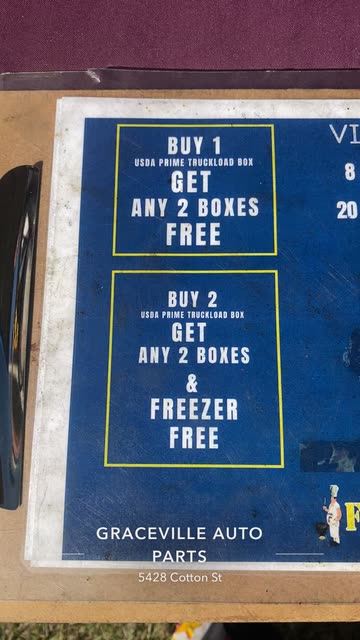 BUY 1
USDA PRIME TRUCKLOAD BOX
GET
ANY 2 BOXES
FREE
BUY 2
USDA PRIME TRUCKLOAD BOX
GET
ANY 2 BOXES
&
FREEZER
FREE
8
20
GRACEVILLE AUTO
PARTS
5428 Cotton St